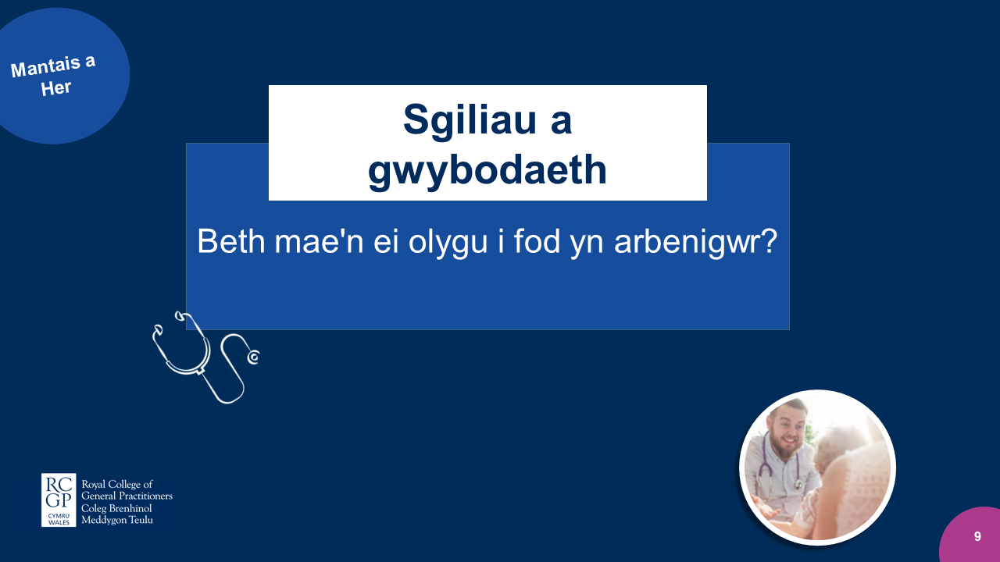 Mantais a
Her
Sgiliau a
gwybodaeth
Beth mae'n ei olygu i fod yn arbenigwr?
RC
GP
CYMRU
WALES
Royal College of
General Practitioners
Coleg Brenhinol
Meddygon Teulu
9